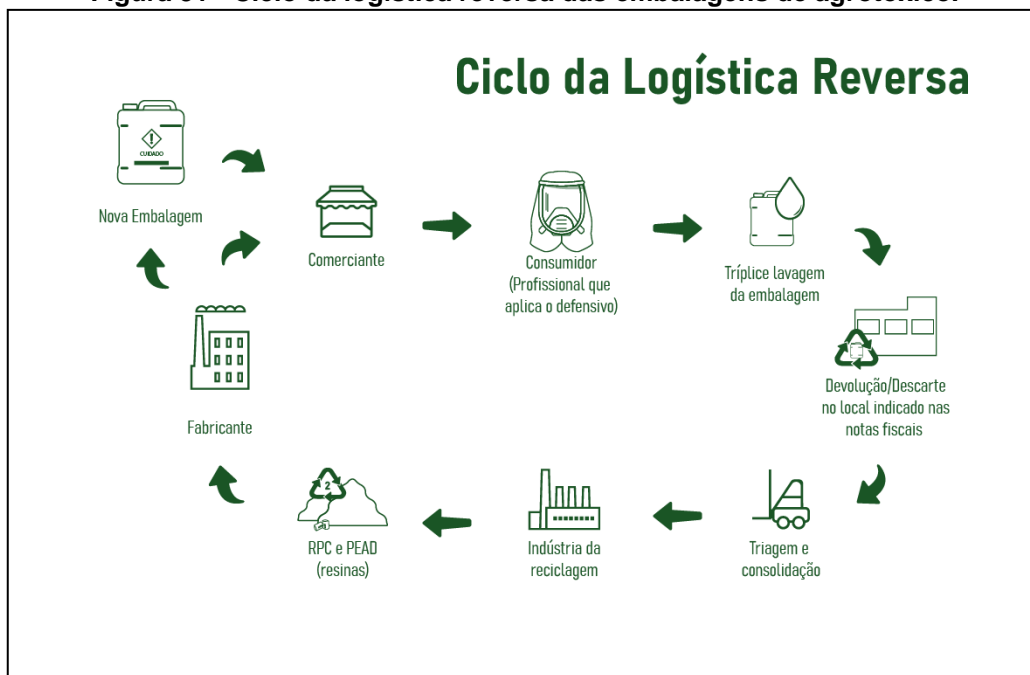 Ciclo da Logística Reversa
CUIDADO
Nova Embalagem
Comerciante
Consumidor
(Profissional que
aplica o defensivo)
Tríplice lavagem
da embalagem
Devolução/Descarte
no local indicado nas
notas fiscais
Fabricante
2
RPC e PEAD
(resinas)
Indústria da
reciclagem
Triagem e
consolidação